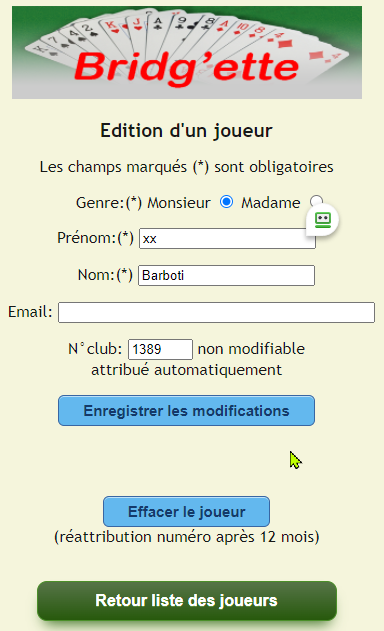 Bridg'ette
Edition d'un joueur
Les champs marqués (*) sont obligatoires
Genre:(*) Monsieur Madame
Prénom:(*) xx
Nom:(*) Barboti
Email:
N°club: 1389 non modifiable
attribué automatiquement
Enregistrer les modifications
Effacer le joueur
(réattribution numéro après 12 mois)
Retour liste des joueurs